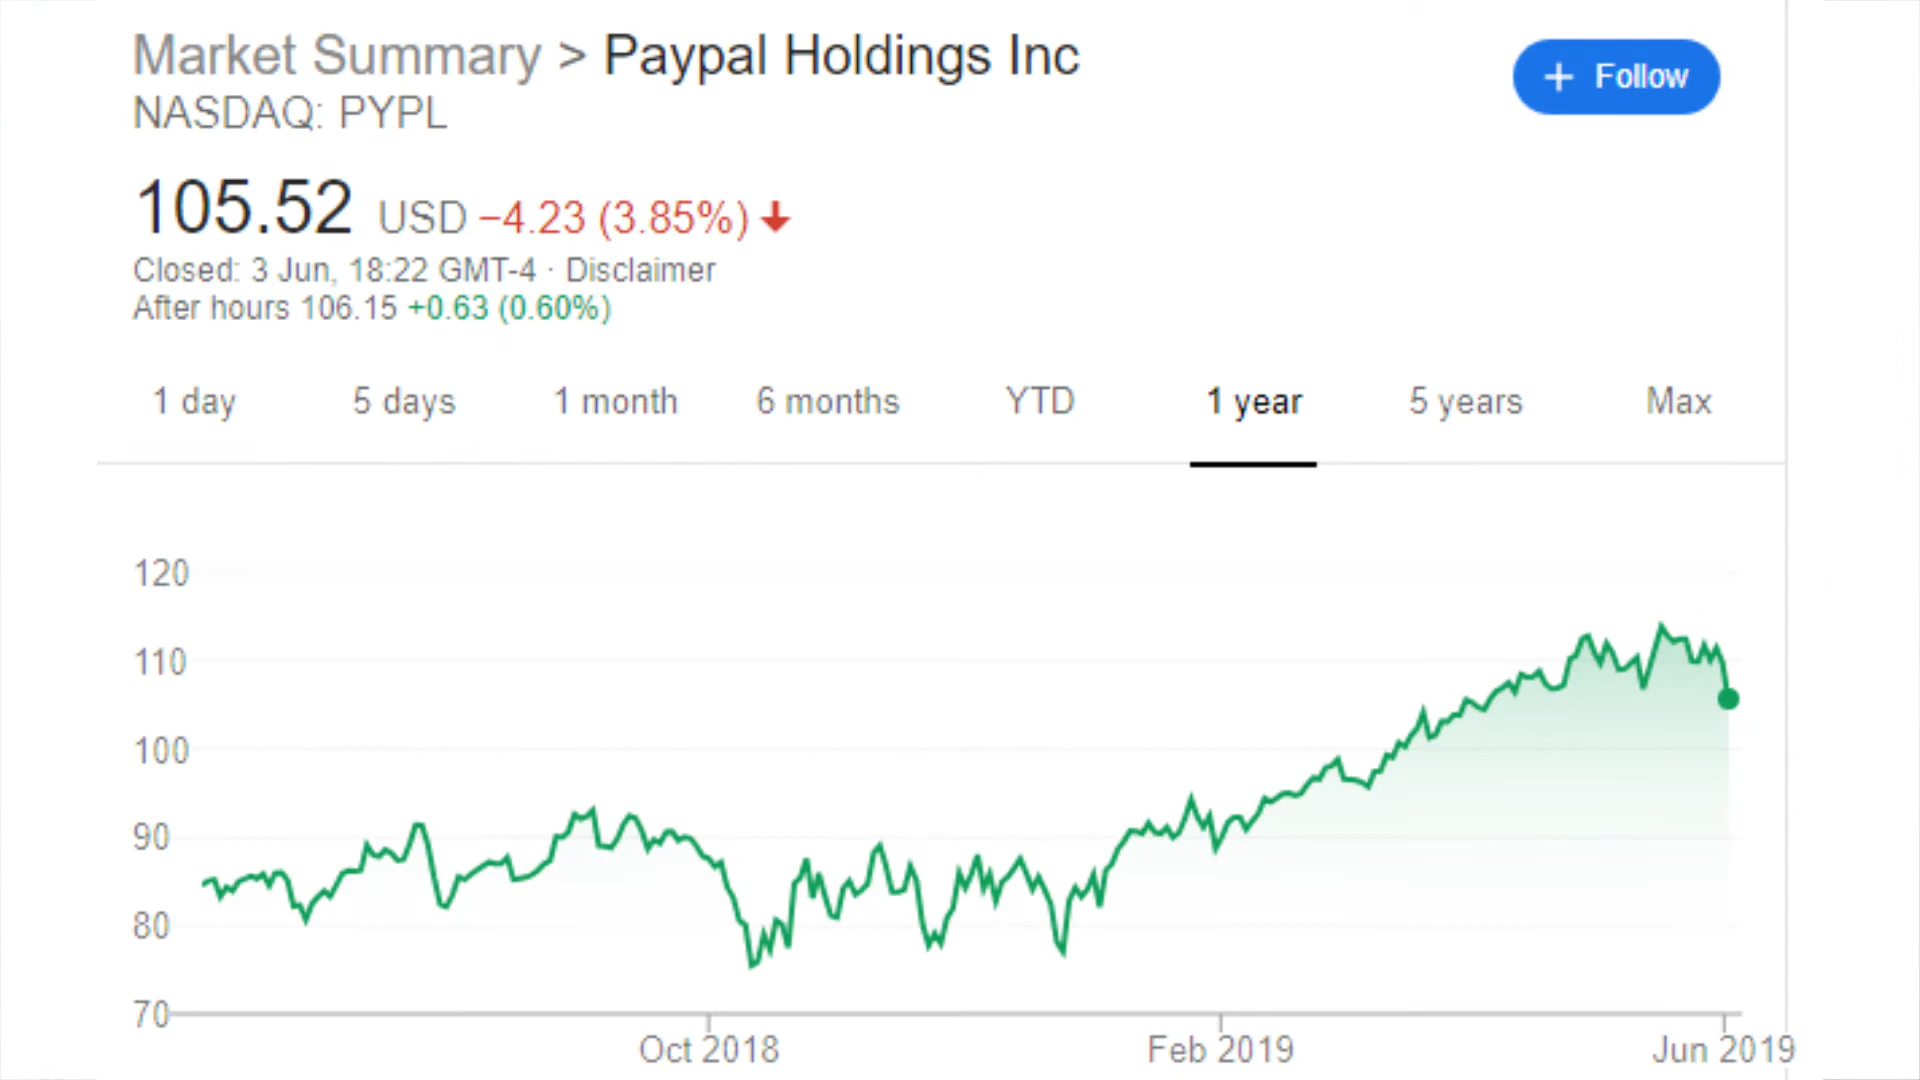 Market Summary > Paypal Holdings Inc
+ Follow
NASDAQ: PYPL
105.52 USD −4.23 (3.85%)
Closed: 3 Jun, 18:22 GMT-4 · Disclaimer
After hours 106.15 +0.63 (0.60%)
1 day 5 days 1 month 6 months YTD 1 year 5 years Max
120
110
100
90
80
70
Oct 2018 Feb 2019 Jun 2019